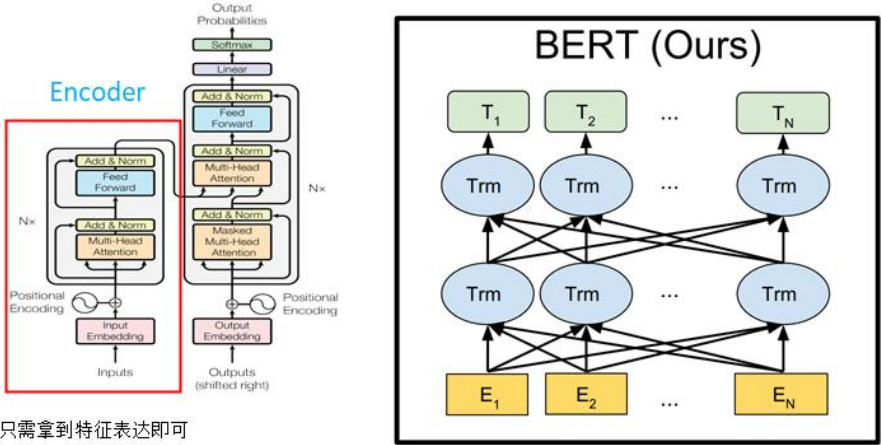 Output
Probabilities
Softmax
Linear
Add & Norm
Feed
Forward
Add & Norm
Multi-Head
Attention
Add & Norm
Masked
Multi-Head
Attention
N×
Positional
Encoding
Output
Embedding
Outputs
(shifted right)
Encoder
Add & Norm
Feed
Forward
N×
Add & Norm
Multi-Head
Attention
Positional
Encoding
Input
Embedding
Inputs
只需拿到特征表达即可
BERT (Ours)
T1 T2 ... TN
Trm Trm ... Trm
Trm Trm ... Trm
E1 E2 ... EN